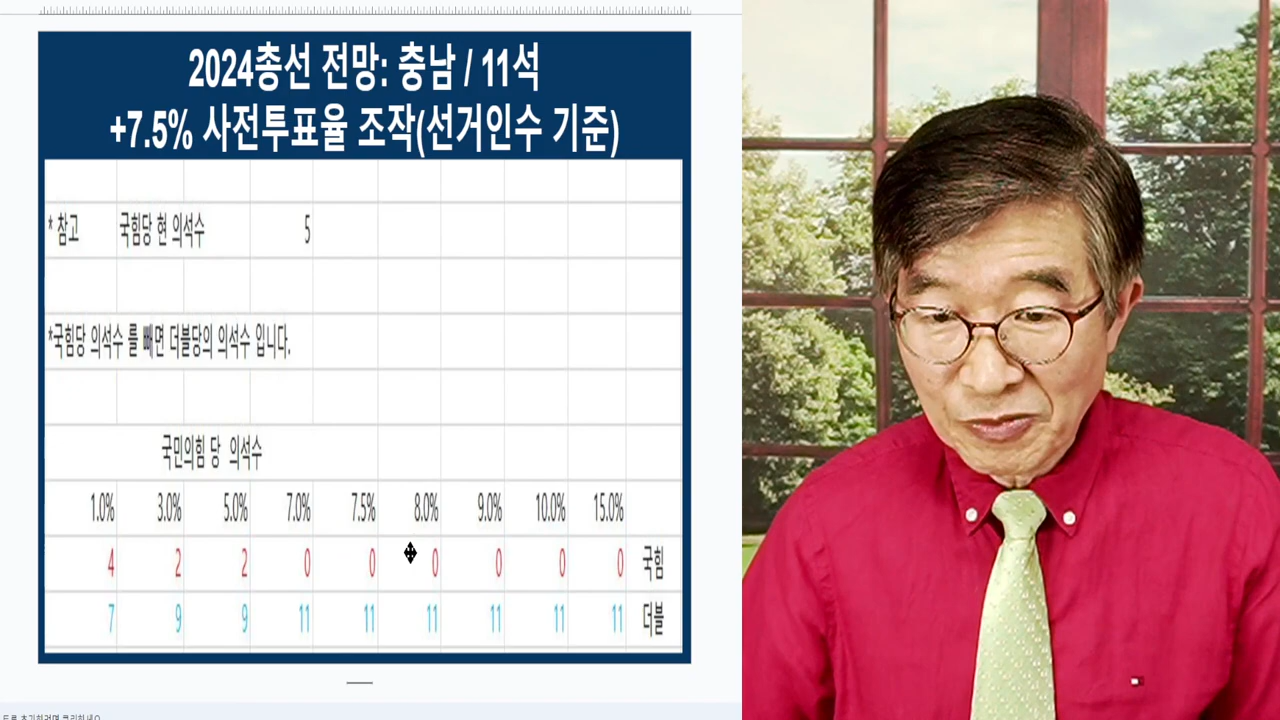 2024총선 전망: 충남 / 11석
+7.5% 사전투표율 조작(선거인수 기준)
* 참고 국힘당 현 의석수 5
*국힘당 의석수 를 빼면 더블당의 의석수 입니다.
국민의힘 당 의석수
1.0% 3.0% 5.0% 7.0% 7.5% 8.0% 9.0% 10.0% 15.0%
4 2 2 0 0 0 0 0 0 국힘
7 9 9 11 11 11 11 11 11 더블